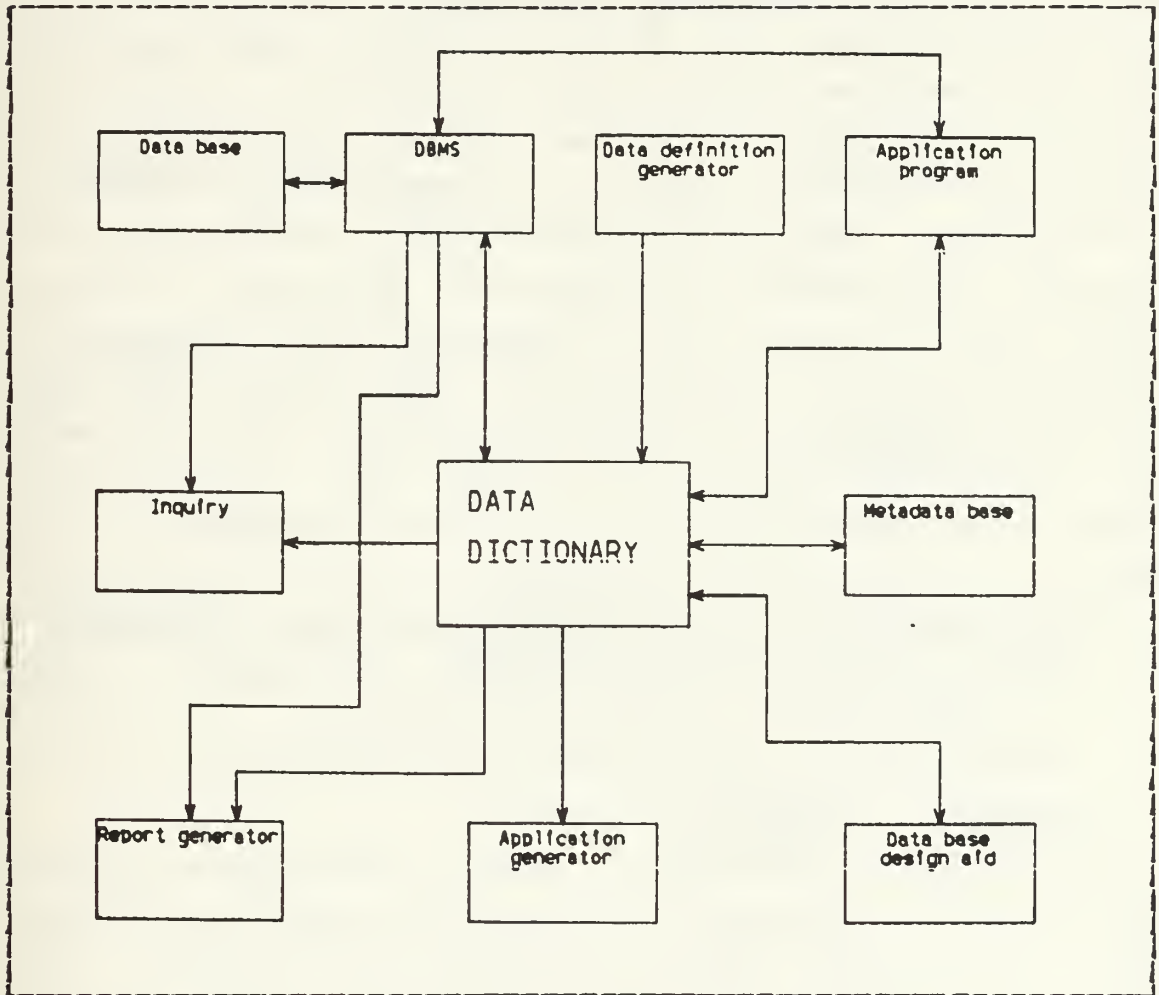 Data base
DBMS
Data definition
generator
Application
program
Inquiry
DATA
DICTIONARY
Metadata base
Report generator
Application
generator
Data base
design aid